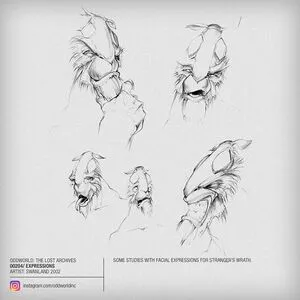 ODDWORLD: THE LOST ARCHIVES
00204/ EXPRESSIONS
ARTIST: SWANLAND 2002
SOME STUDIES WITH FACIAL EXPRESSIONS FOR STRANGER'S WRATH.
instagram.com/oddworldinc